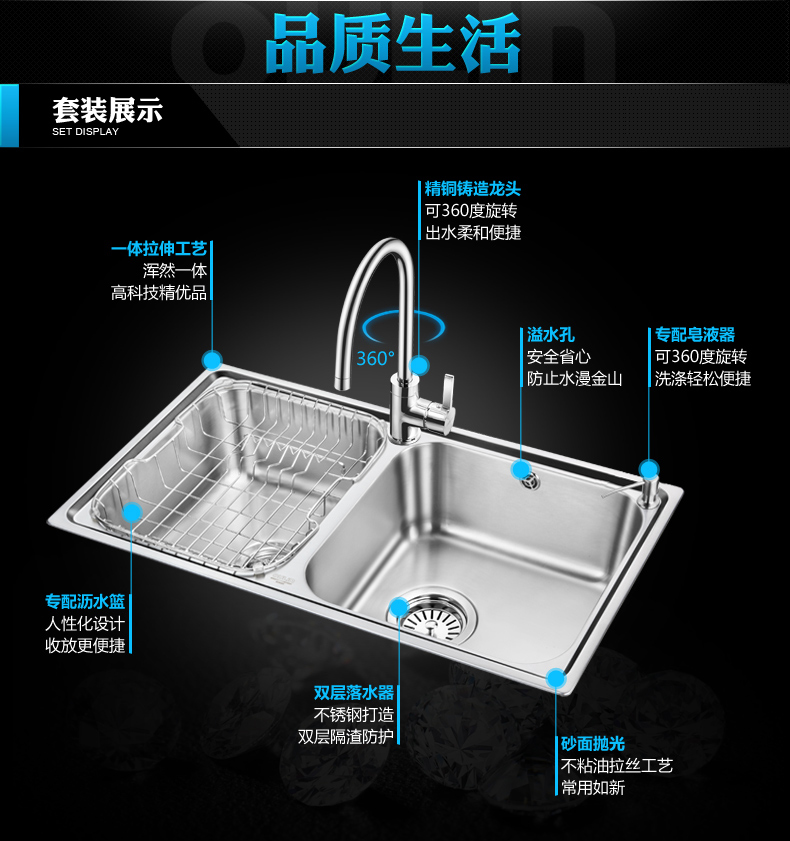 品质生活
套装展示
SET DISPLAY
精铜铸造龙头
可360度旋转
出水柔和便捷
一体拉伸工艺
浑然一体
高科技精优品
360°
溢水孔
安全省心
防止水漫金山
专配皂液器
可360度旋转
洗涤轻松便捷
专配沥水篮
人性化设计
收放更便捷
双层落水器
不锈钢打造
双层隔渣防护
砂面抛光
不粘油拉丝工艺
常用如新